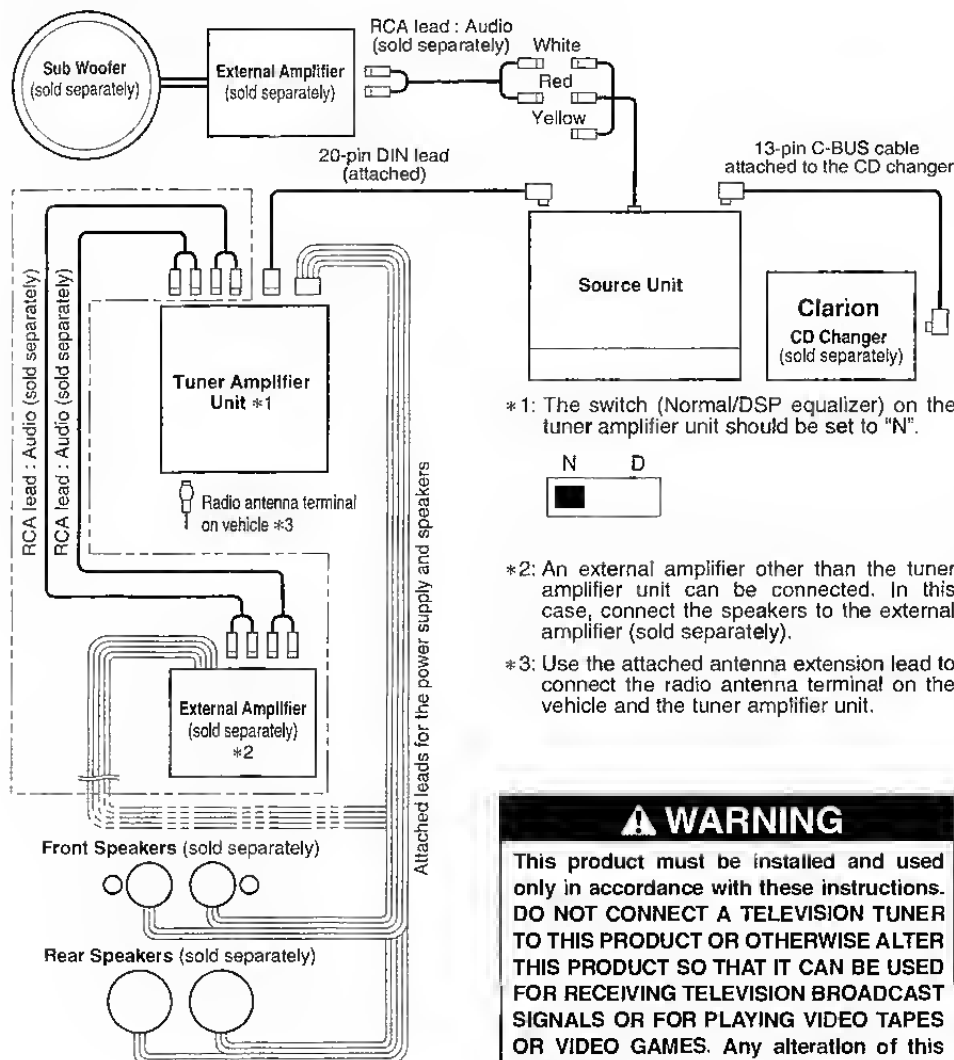 RCA lead : Audio
(sold separately)
White
Red
Yellow
Sub Woofer
(sold separately)
External Amplifier
(sold separately)
20-pin DIN lead
(attached)
13-pin C-BUS cable
attached to the CD changer
RCA lead : Audio (sold separately)
RCA lead : Audio (sold separately)
Tuner Amplifier
Unit *1
Source Unit
Clarion
CD Changer
(sold separately)
Radio antenna terminal
on vehicle *3
Attached leads for the power supply and speakers
External Amplifier
(sold separately)
*2
Front Speakers (sold separately)
Rear Speakers (sold separately)
*1: The switch (Normal/DSP equalizer) on the
tuner amplifier unit should be set to "N".
N D
*2: An external amplifier other than the tuner
amplifier unit can be connected. In this
case, connect the speakers to the external
amplifier (sold separately).
*3: Use the attached antenna extension lead to
connect the radio antenna terminal on the
vehicle and the tuner amplifier unit.
WARNING
This product must be installed and used
only in accordance with these instructions.
DO NOT CONNECT A TELEVISION TUNER
TO THIS PRODUCT OR OTHERWISE ALTER
THIS PRODUCT SO THAT IT CAN BE USED
FOR RECEIVING TELEVISION BROADCAST
SIGNALS OR FOR PLAYING VIDEO TAPES
OR VIDEO GAMES. Any alteration of this